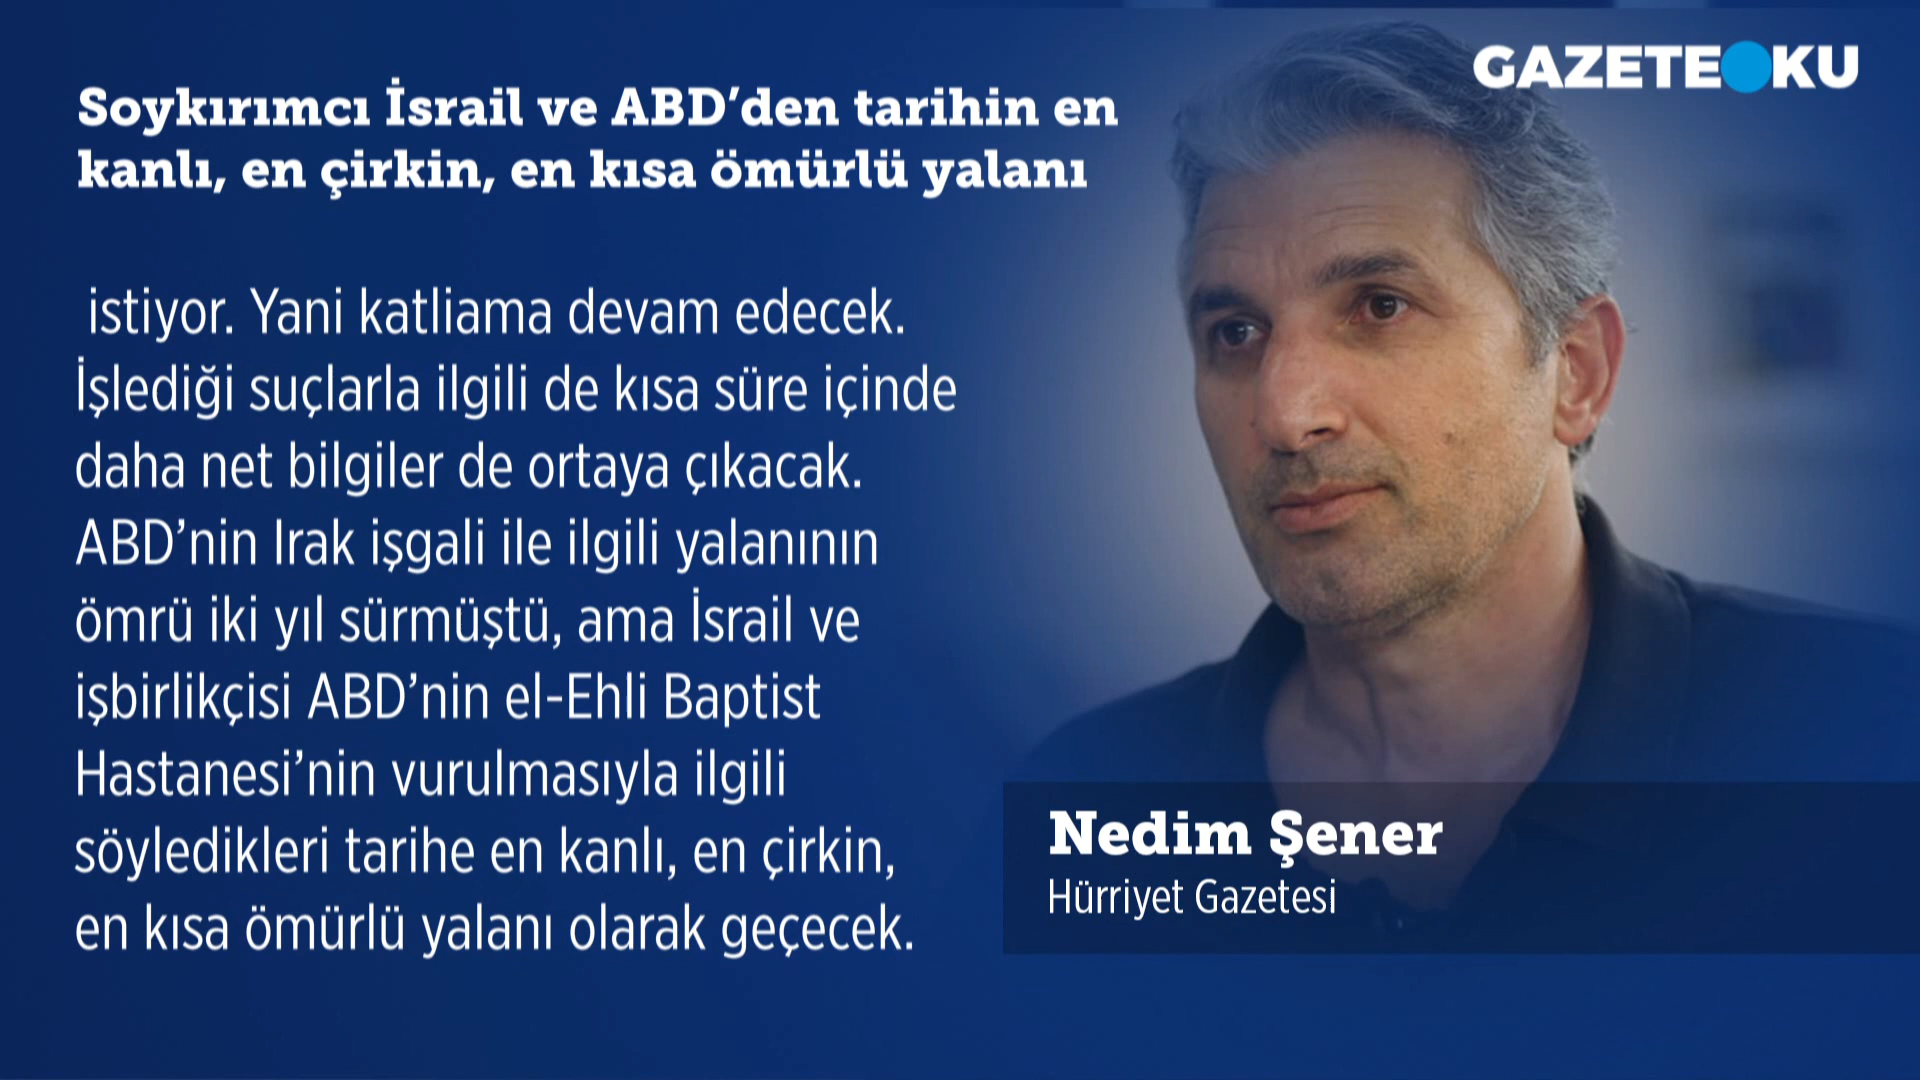 GAZETEOKU
Soykırımcı İsrail ve ABD’den tarihin en
kanlı, en çirkin, en kısa ömürlü yalanı
istiyor. Yani katliama devam edecek.
İşlediği suçlarla ilgili de kısa süre içinde
daha net bilgiler de ortaya çıkacak.
ABD’nin Irak işgali ile ilgili yalanının
ömrü iki yıl sürmüştü, ama İsrail ve
işbirlikçisi ABD’nin el-Ehli Baptist
Hastanesi’nin vurulmasıyla ilgili
söyledikleri tarihe en kanlı, en çirkin,
en kısa ömürlü yalanı olarak geçecek.
Nedim Şener
Hürriyet Gazetesi